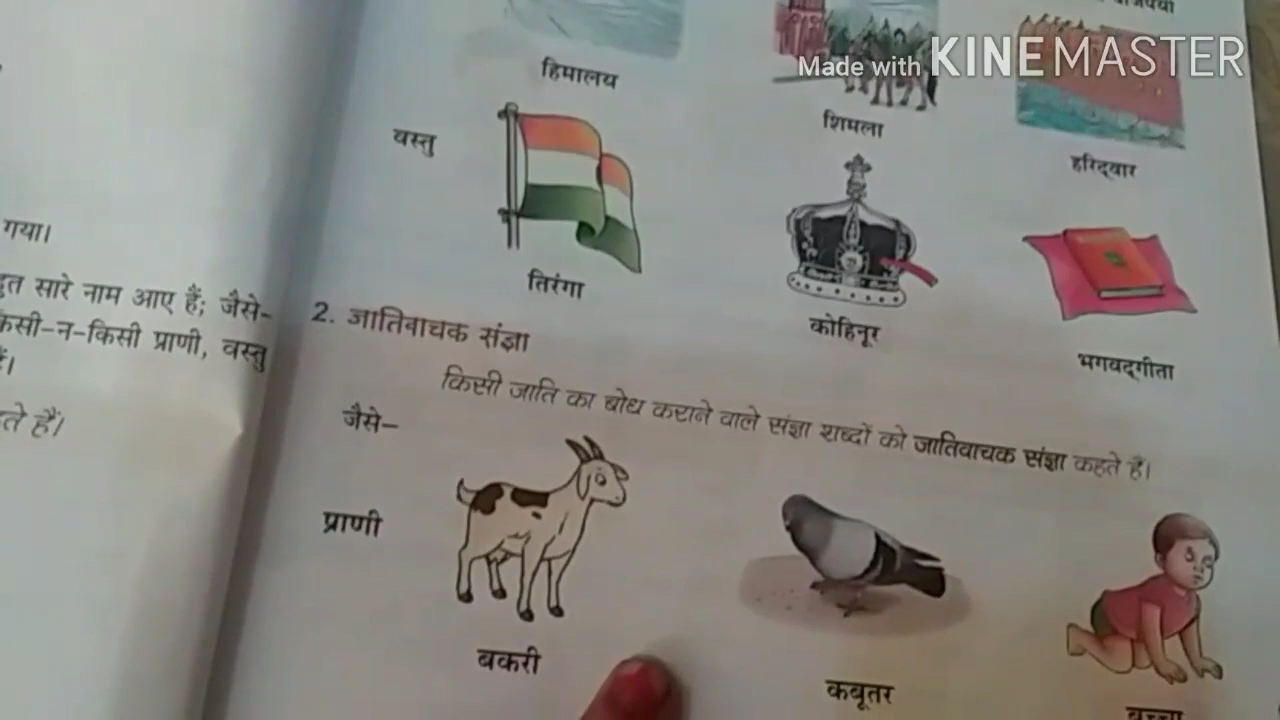 Made with KINEMASTER
हिमालय
शिमला
हरिद्वार
वस्तु
तिरंगा
कोहिनूर
भगवद्गीता
गया।
सारे नाम आए हैं; जैसे-
किसी-न-किसी प्राणी, वस्तु
हैं।
2. जातिवाचक संज्ञा
किसी जाति का बोध कराने वाले संज्ञा शब्दों को जातिवाचक संज्ञा कहते हैं।
जैसे–
प्राणी
बकरी
कबूतर
बच्चा